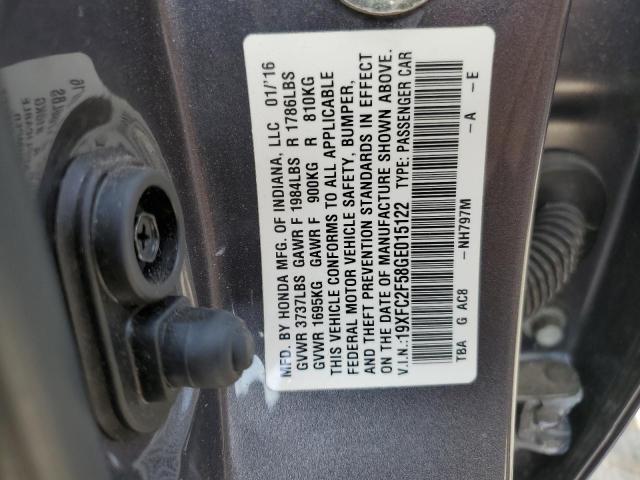 MFD. BY HONDA MFG. OF INDIANA, LLC 01/'16
GVWR 3737LBS GAWR F 1984LBS R 1786LBS
GVWR 1695KG GAWR F 900KG R 810KG
THIS VEHICLE CONFORMS TO ALL APPLICABLE
FEDERAL MOTOR VEHICLE SAFETY, BUMPER,
AND THEFT PREVENTION STANDARDS IN EFFECT
ON THE DATE OF MANUFACTURE SHOWN ABOVE.
V.I.N.:19XFC2F58GE015122 TYPE: PASSENGER CAR
TBA G AC8 -NH797M -A -E